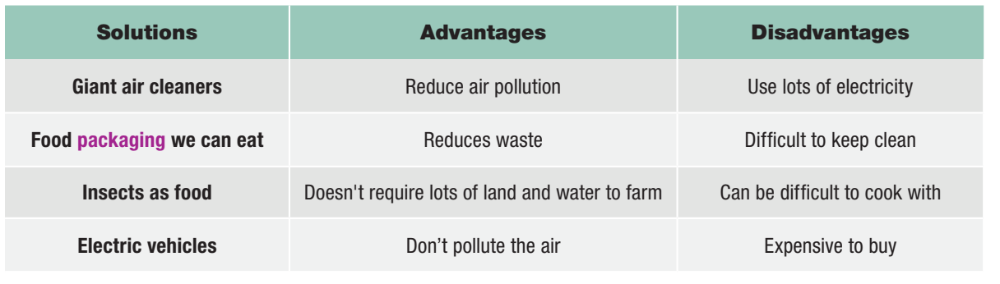 Solutions Advantages Disadvantages
Giant air cleaners Reduce air pollution Use lots of electricity
Food packaging we can eat Reduces waste Difficult to keep clean
Insects as food Doesn't require lots of land and water to farm Can be difficult to cook with
Electric vehicles Don’t pollute the air Expensive to buy